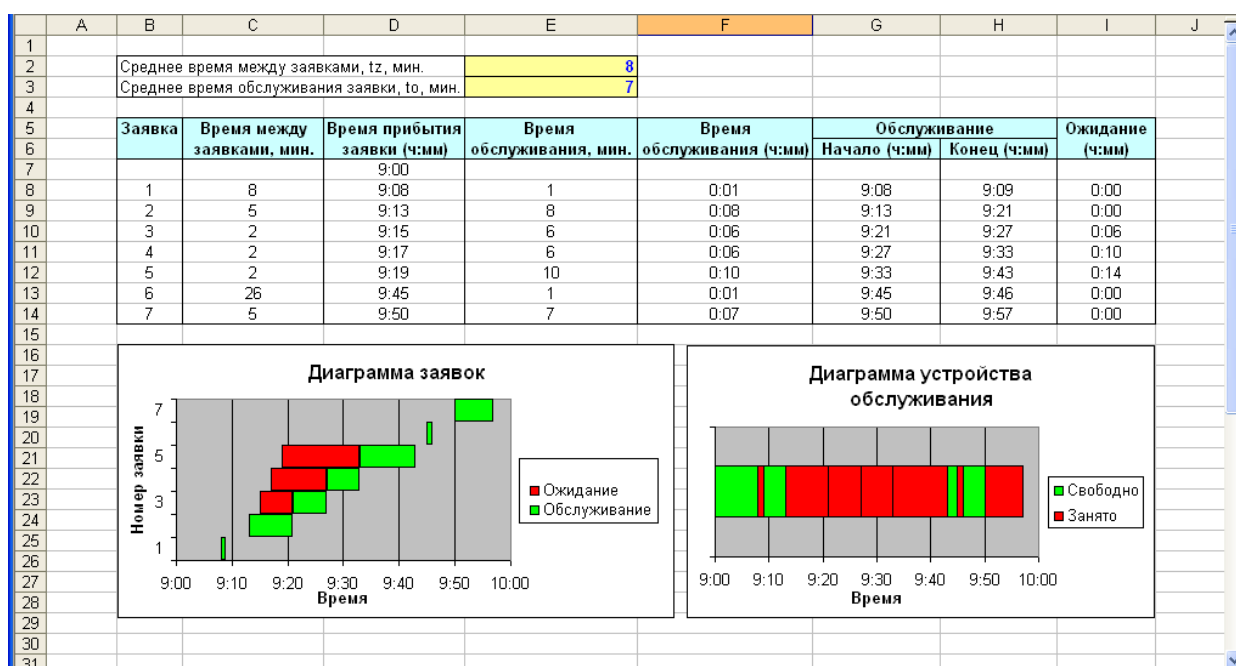 A B C D E F G H I J
1
2 Среднее время между заявками, tz, мин. 8
3 Среднее время обслуживания заявки, to, мин. 7
4
5 Заявка Время между Время прибытия Время Время Обслуживание Ожидание
6 заявками, мин. заявки (ч:мм) обслуживания, мин. обслуживания (ч:мм) Начало (ч:мм) Конец (ч:мм) (ч:мм)
7 9:00
8 1 8 9:08 1 0:01 9:08 9:09 0:00
9 2 5 9:13 8 0:08 9:13 9:21 0:00
10 3 2 9:15 6 0:06 9:21 9:27 0:06
11 4 2 9:17 6 0:06 9:27 9:33 0:10
12 5 2 9:19 10 0:10 9:33 9:43 0:14
13 6 26 9:45 1 0:01 9:45 9:46 0:00
14 7 5 9:50 7 0:07 9:50 9:57 0:00
15
16
17
18
19
20
21
22
23
24
25
26
27
28
29
30
31
Диаграмма заявок
Номер заявки
7
5
3
1
9:00 9:10 9:20 9:30 9:40 9:50 10:00
Время
Ожидание
Обслуживание
Диаграмма устройства
обслуживания
9:00 9:10 9:20 9:30 9:40 9:50 10:00
Время
Свободно
Занято